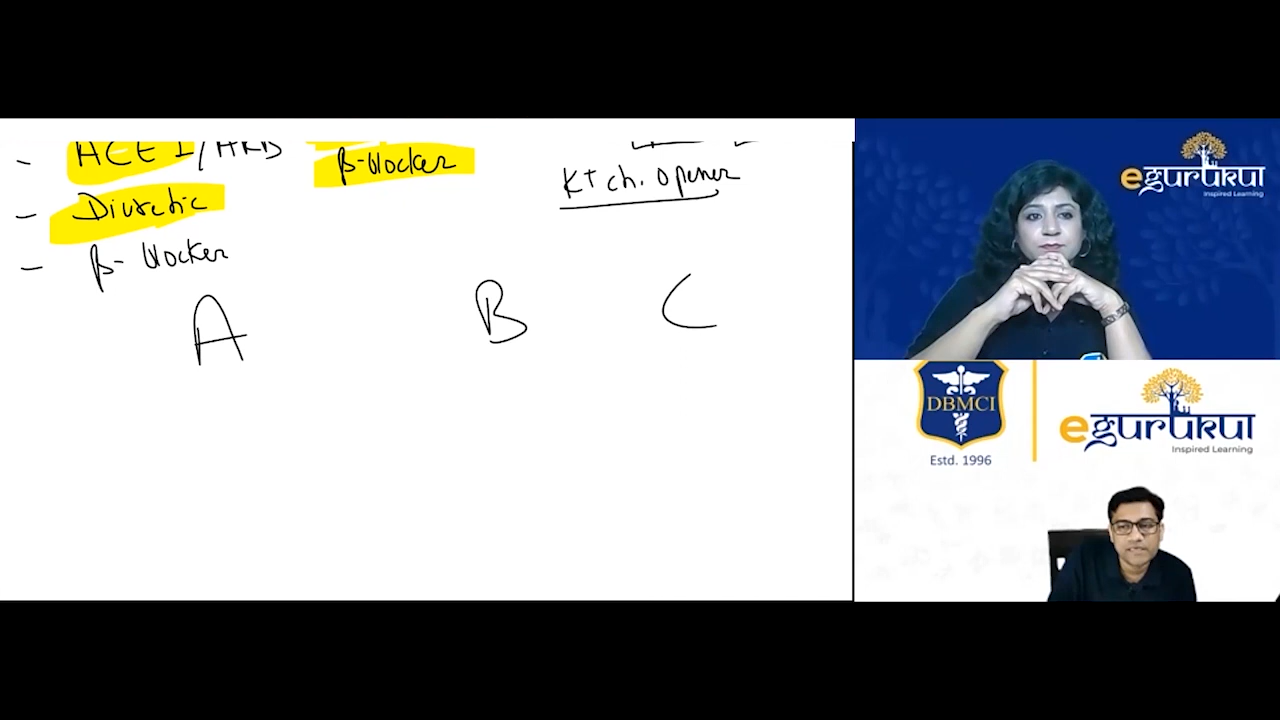 - ACE I/ARB
β-blocker
K+ ch. opener
- Diuretic
- β-blocker
A B C
egurukul
Inspired Learning
DBMCI
Estd. 1996
egurukul
Inspired Learning